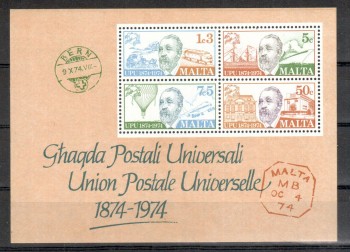 BERN
9.X.74.VIII-
1c3
MALTA
UPU 1874-1974
5c
MALTA
UPU 1874-1974
7c5
MALTA
UPU 1874-1974
50c
MALTA
UPU 1874-1974
Għaqda Postali Universali
Union Postale Universelle
1874-1974
MALTA
MB
OC 4
74